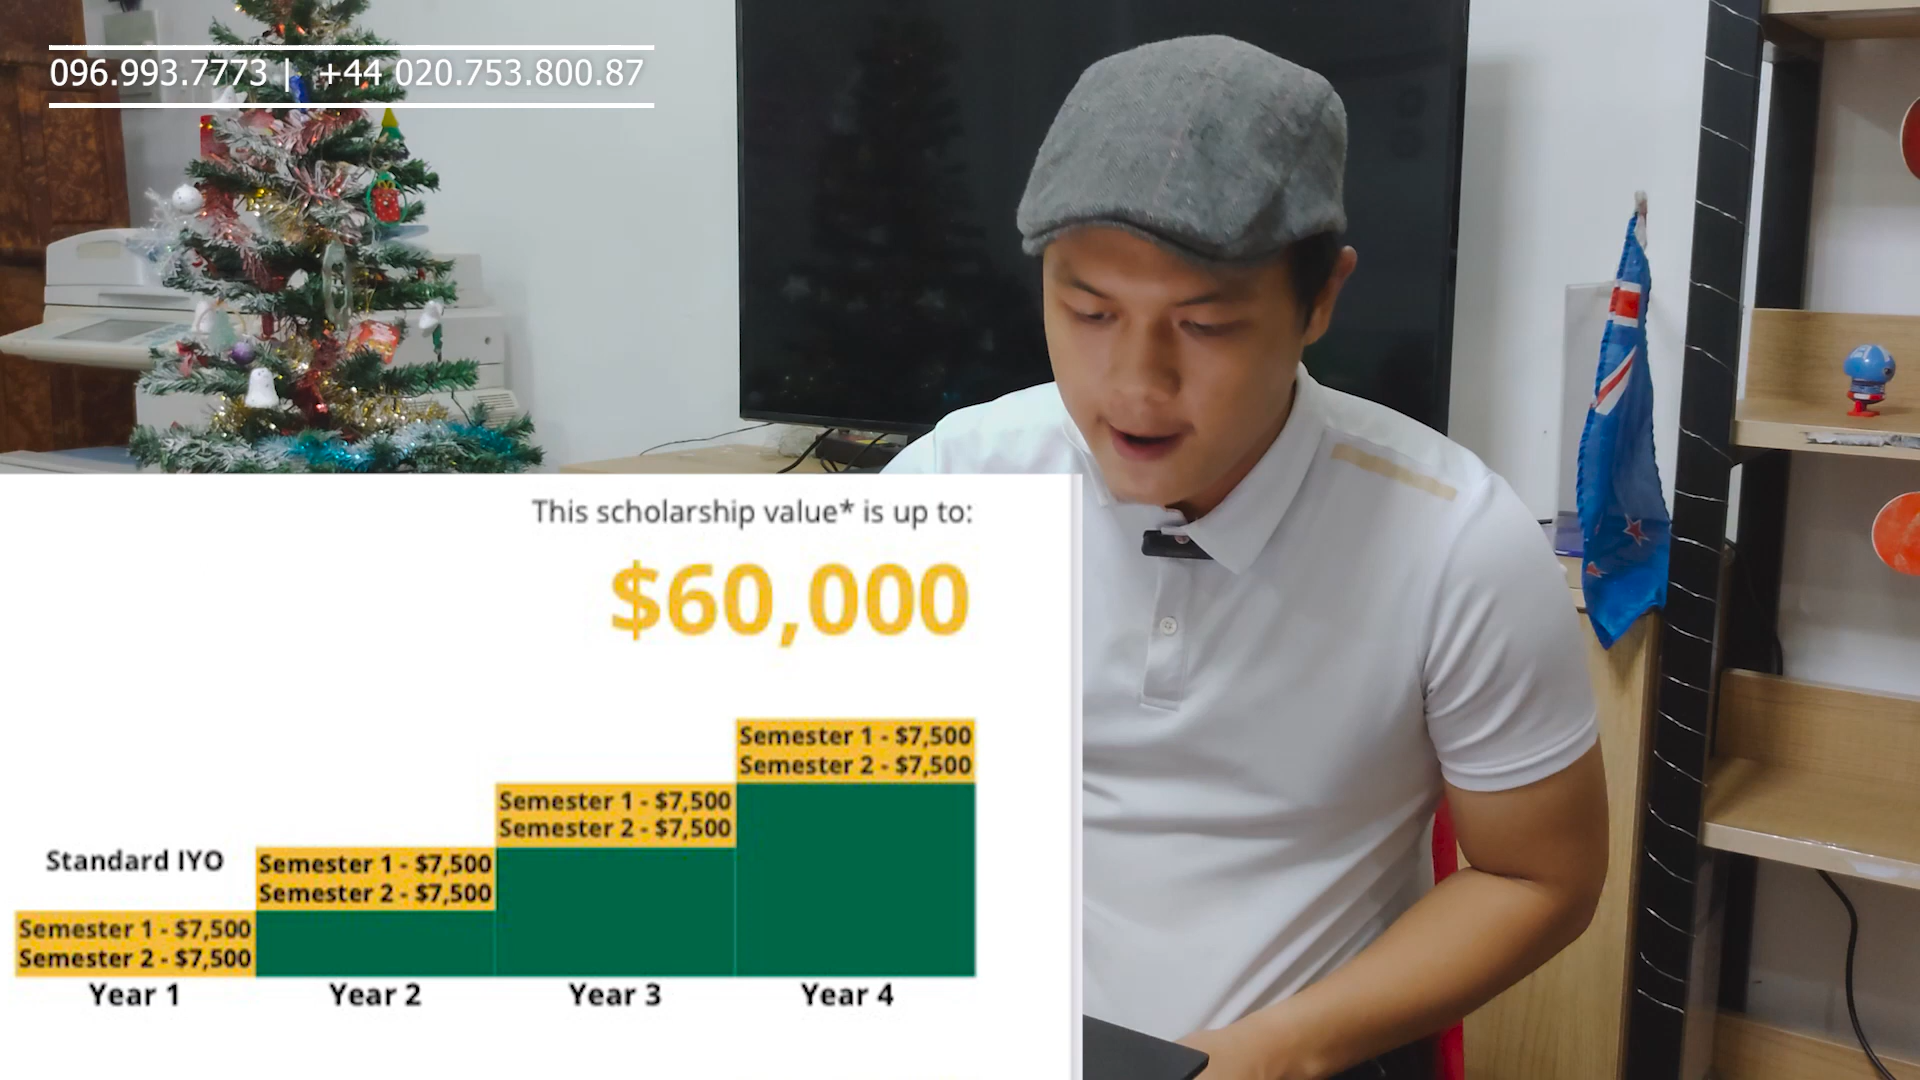 096.993.7773 | +44 020.753.800.87
This scholarship value* is up to:
$60,000
Semester 1 - $7,500
Semester 2 - $7,500
Semester 1 - $7,500
Semester 2 - $7,500
Standard IYO
Semester 1 - $7,500
Semester 2 - $7,500
Semester 1 - $7,500
Semester 2 - $7,500
Year 1
Year 2
Year 3
Year 4